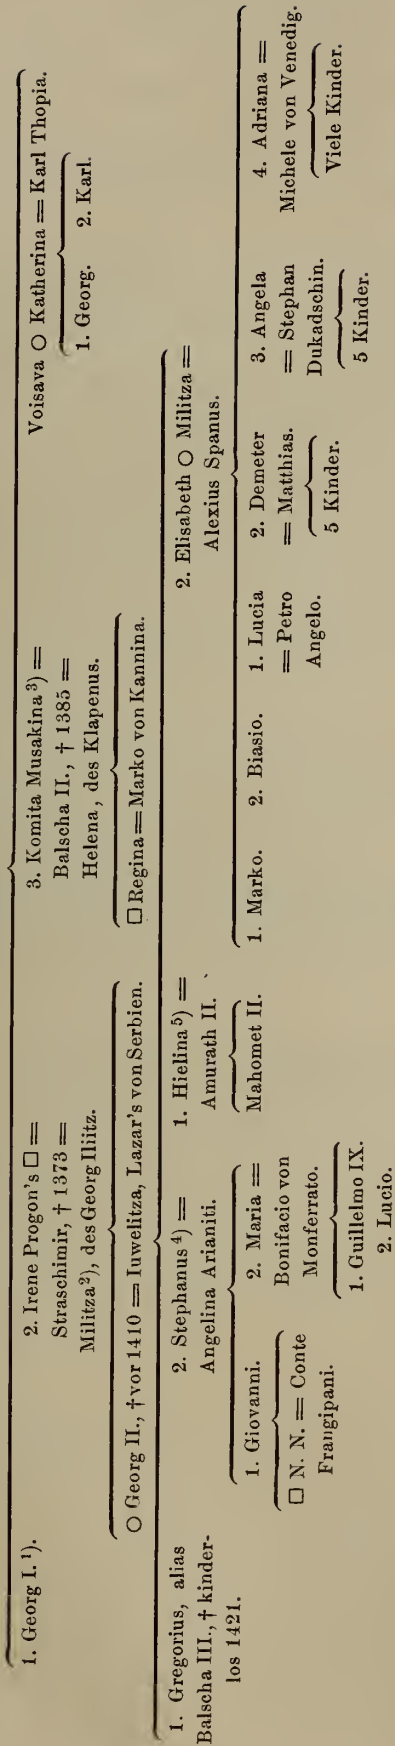 1. Georg I.¹).
2. Irene Progon's □ =
Straschimir, † 1373 =
Militza²), des Georg Iliitz.
3. Komita Musakina³) =
Balscha II., † 1385 =
Helena, des Klapenus.
Voisava ○ Katherina = Karl Thopia.
1. Georg. 2. Karl.
○ Georg II., † vor 1410 = Iuwelitza, Lazar's von Serbien.
□ Regina = Marko von Kannina.
1. Gregorius, alias
Balscha III., † kinder-
los 1421.
2. Stephanus⁴) =
Angelina Arianiti.
1. Hielina⁵) =
Amurath II.
2. Elisabeth ○ Militza =
Alexius Spanus.
1. Giovanni.
2. Maria =
Bonifacio von
Monferrato.
Mahomet II.
1. Marko. 2. Biasio.
1. Lucia
= Petro
Angelo.
2. Demeter
= Matthias.
5 Kinder.
3. Angela
= Stephan
Dukadschin.
5 Kinder.
4. Adriana =
Michele von Venedig.
Viele Kinder.
□ N. N. = Conte
Frangipani.
1. Guillelmo IX.
2. Lucio.